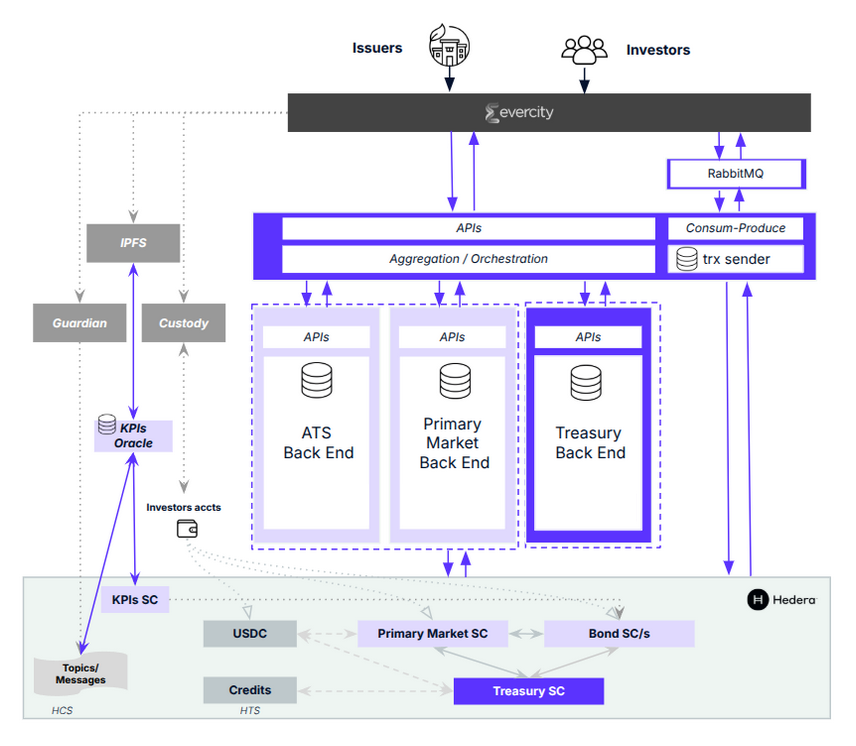 Issuers
Investors
evercity
RabbitMQ
APIs
Consum-Produce
Aggregation / Orchestration
trx sender
IPFS
Guardian
Custody
APIs
APIs
APIs
ATS
Back End
Primary
Market
Back End
Treasury
Back End
KPIs
Oracle
Investors accts
KPIs SC
Hedera
USDC
Primary Market SC
Bond SC/s
Topics/
Messages
Credits
Treasury SC
HCS
HTS